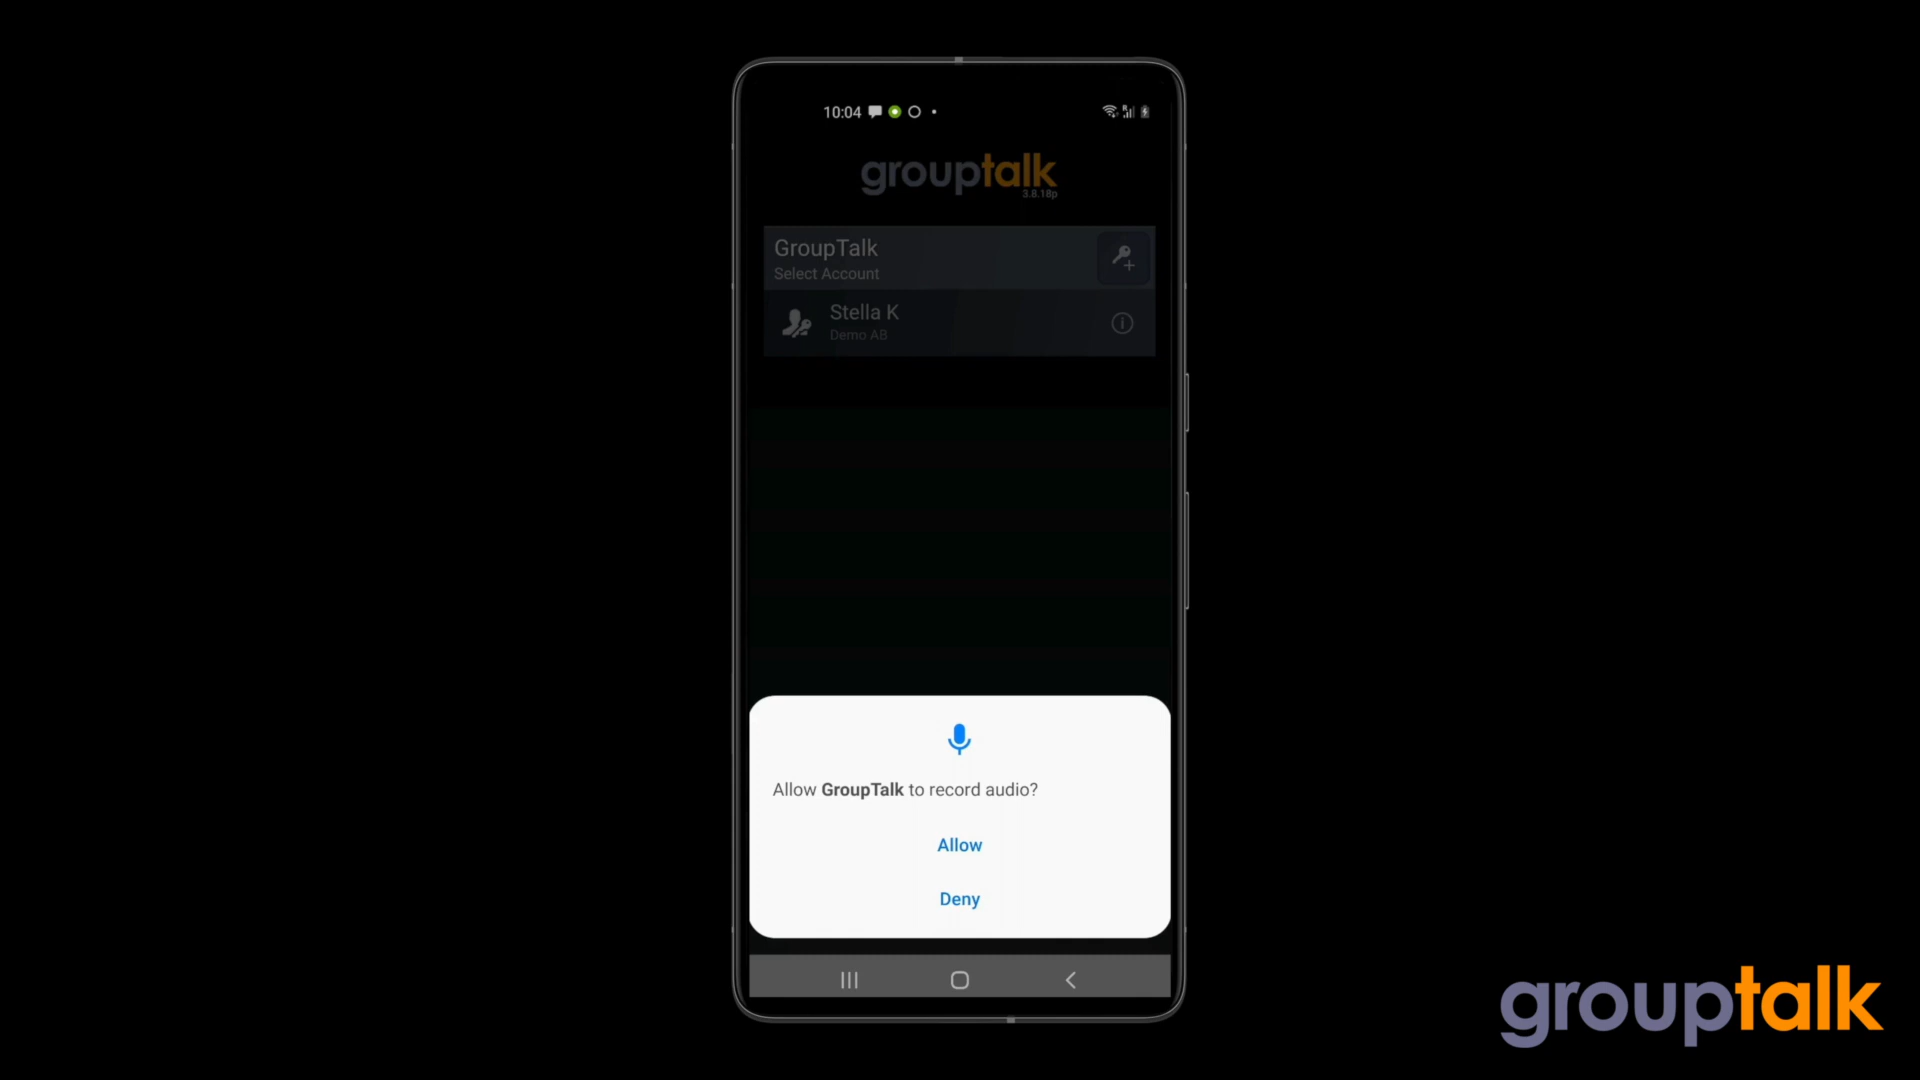 10:04
grouptalk
3.8.18p
GroupTalk
Select Account
Stella K
Demo AB
Allow GroupTalk to record audio?
Allow
Deny
grouptalk